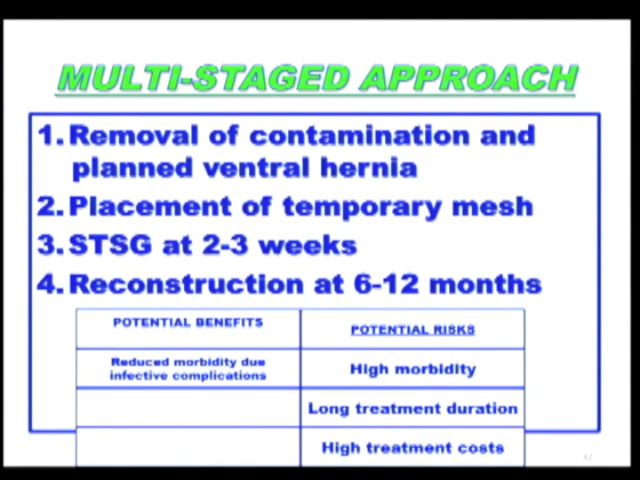 MULTI-STAGED APPROACH
1. Removal of contamination and
planned ventral hernia
2. Placement of temporary mesh
3. STSG at 2-3 weeks
4. Reconstruction at 6-12 months
POTENTIAL BENEFITS
POTENTIAL RISKS
Reduced morbidity due
infective complications
High morbidity
Long treatment duration
High treatment costs